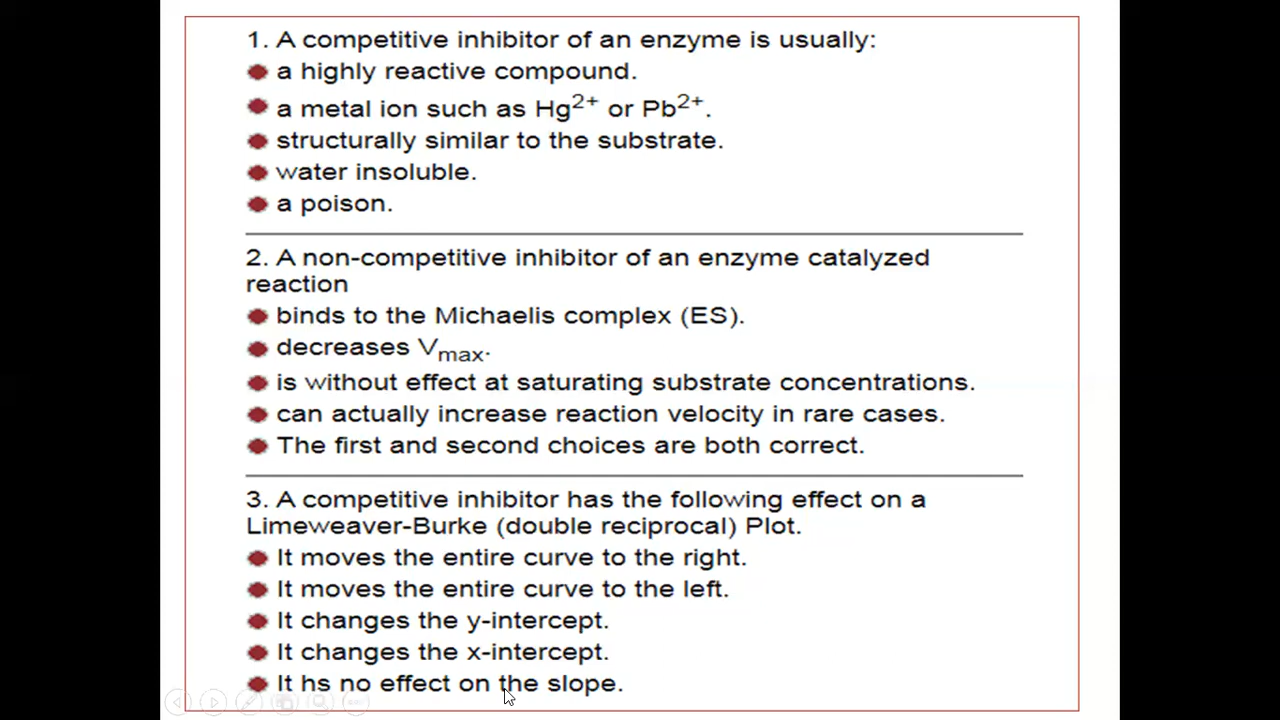 1. A competitive inhibitor of an enzyme is usually:
a highly reactive compound.
a metal ion such as Hg2+ or Pb2+.
structurally similar to the substrate.
water insoluble.
a poison.
2. A non-competitive inhibitor of an enzyme catalyzed
reaction
binds to the Michaelis complex (ES).
decreases Vmax.
is without effect at saturating substrate concentrations.
can actually increase reaction velocity in rare cases.
The first and second choices are both correct.
3. A competitive inhibitor has the following effect on a
Limeweaver-Burke (double reciprocal) Plot.
It moves the entire curve to the right.
It moves the entire curve to the left.
It changes the y-intercept.
It changes the x-intercept.
It hs no effect on the slope.